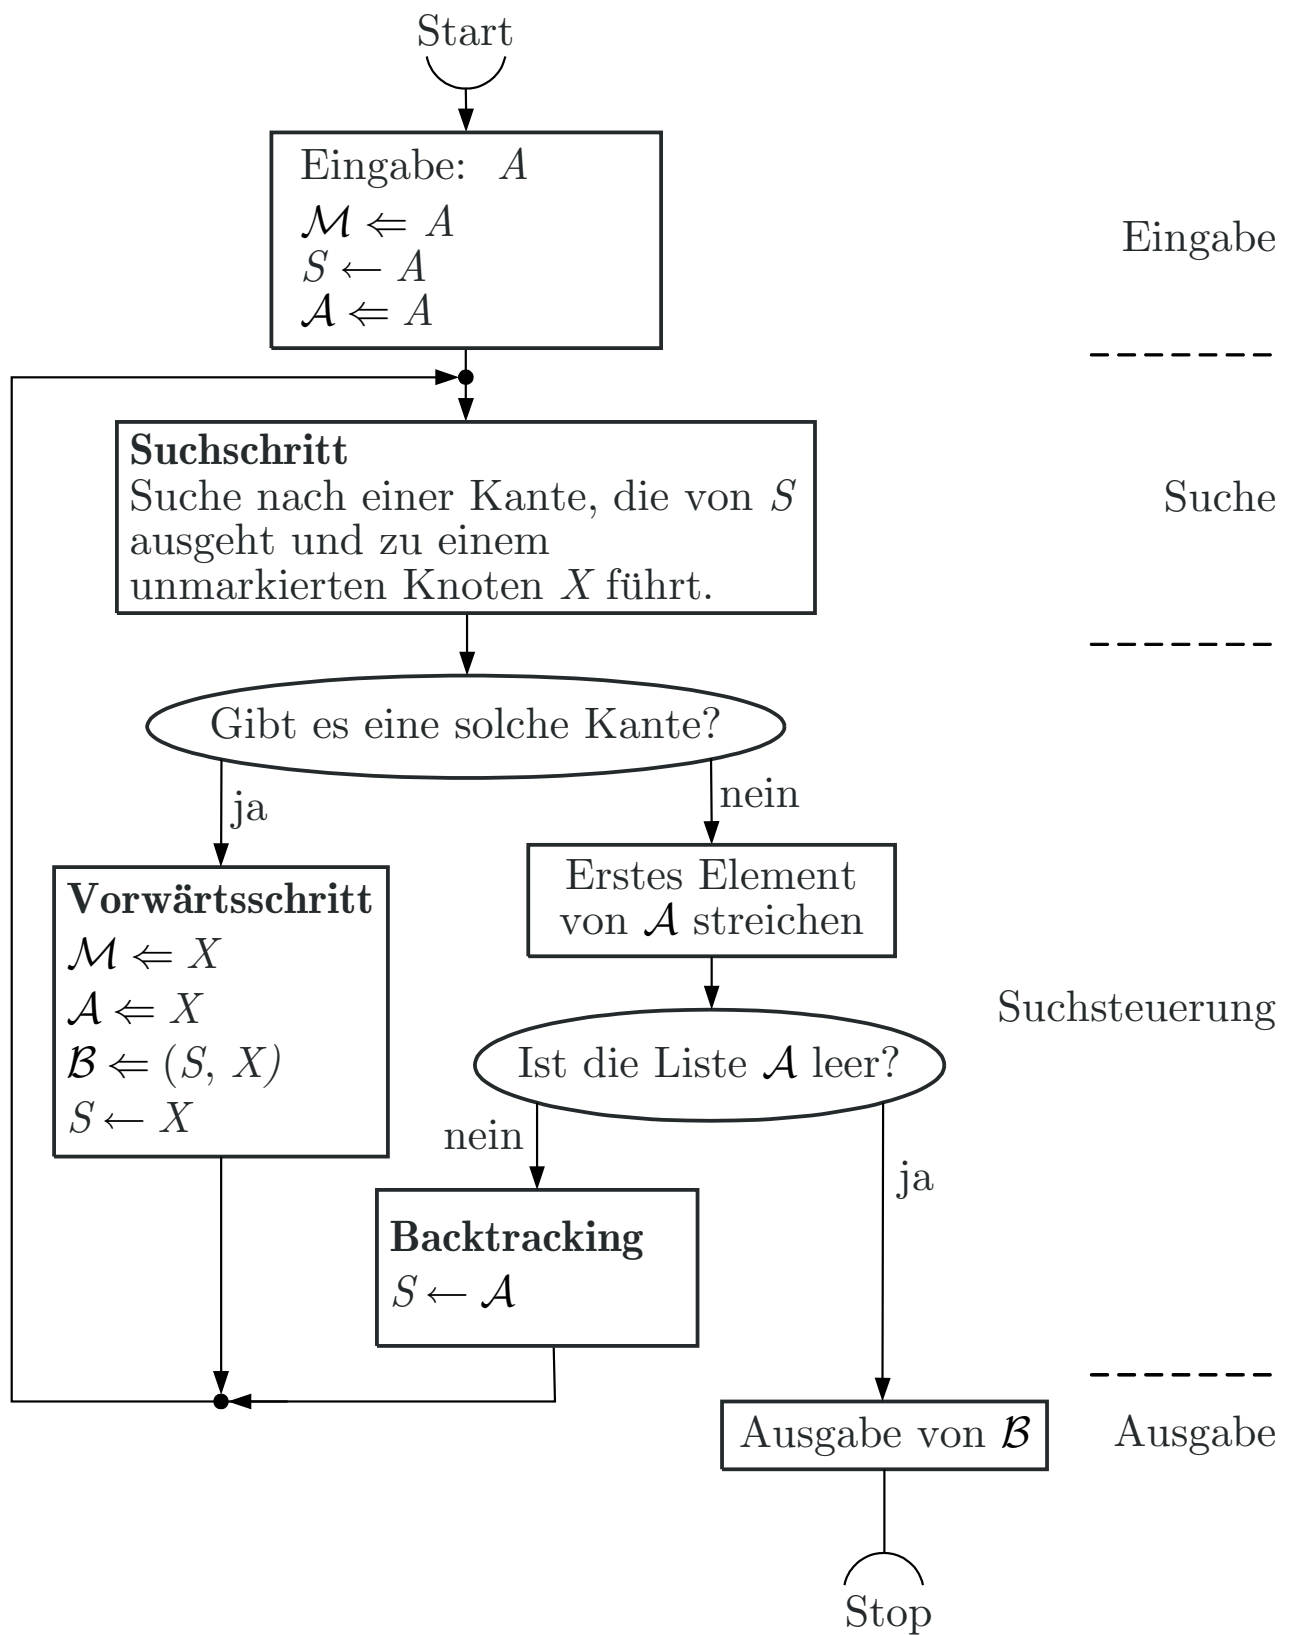 Start
Eingabe: A
ℳ ⇐ A
S ← A
𝒜 ⇐ A
Eingabe
Suchschritt
Suche nach einer Kante, die von S
ausgeht und zu einem
unmarkierten Knoten X führt.
Suche
Gibt es eine solche Kante?
ja
nein
Vorwärtsschritt
ℳ ⇐ X
𝒜 ⇐ X
ℬ ⇐ (S, X)
S ← X
Erstes Element
von 𝒜 streichen
Ist die Liste 𝒜 leer?
Suchsteuerung
nein
ja
Backtracking
S ← 𝒜
Ausgabe von ℬ
Ausgabe
Stop